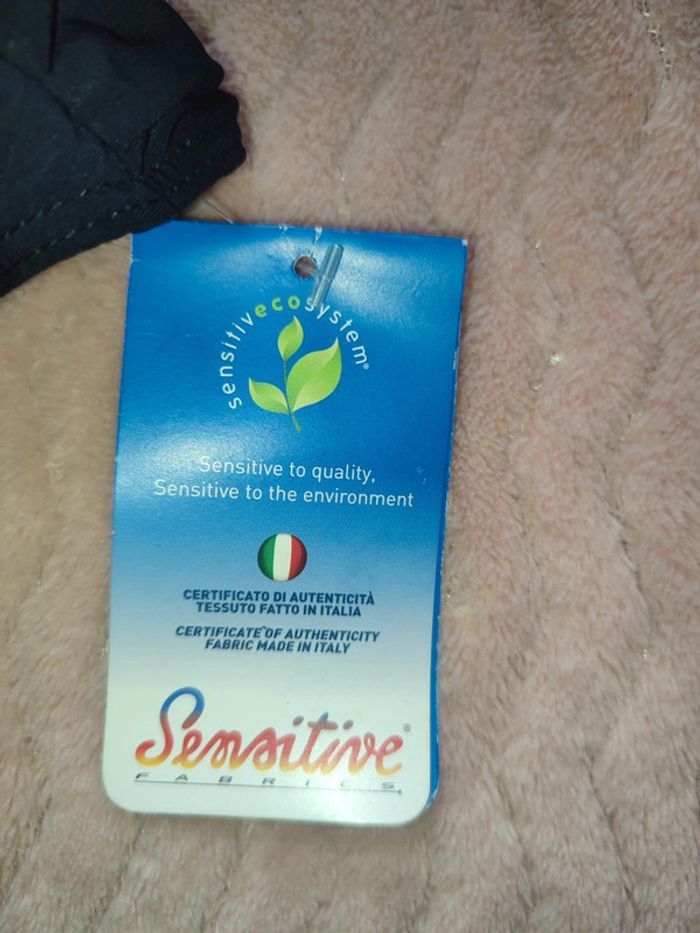 sensitivecosystem®
Sensitive to quality,
Sensitive to the environment
CERTIFICATO DI AUTENTICITÀ
TESSUTO FATTO IN ITALIA
CERTIFICATE OF AUTHENTICITY
FABRIC MADE IN ITALY
Sensitive®
FABRICS